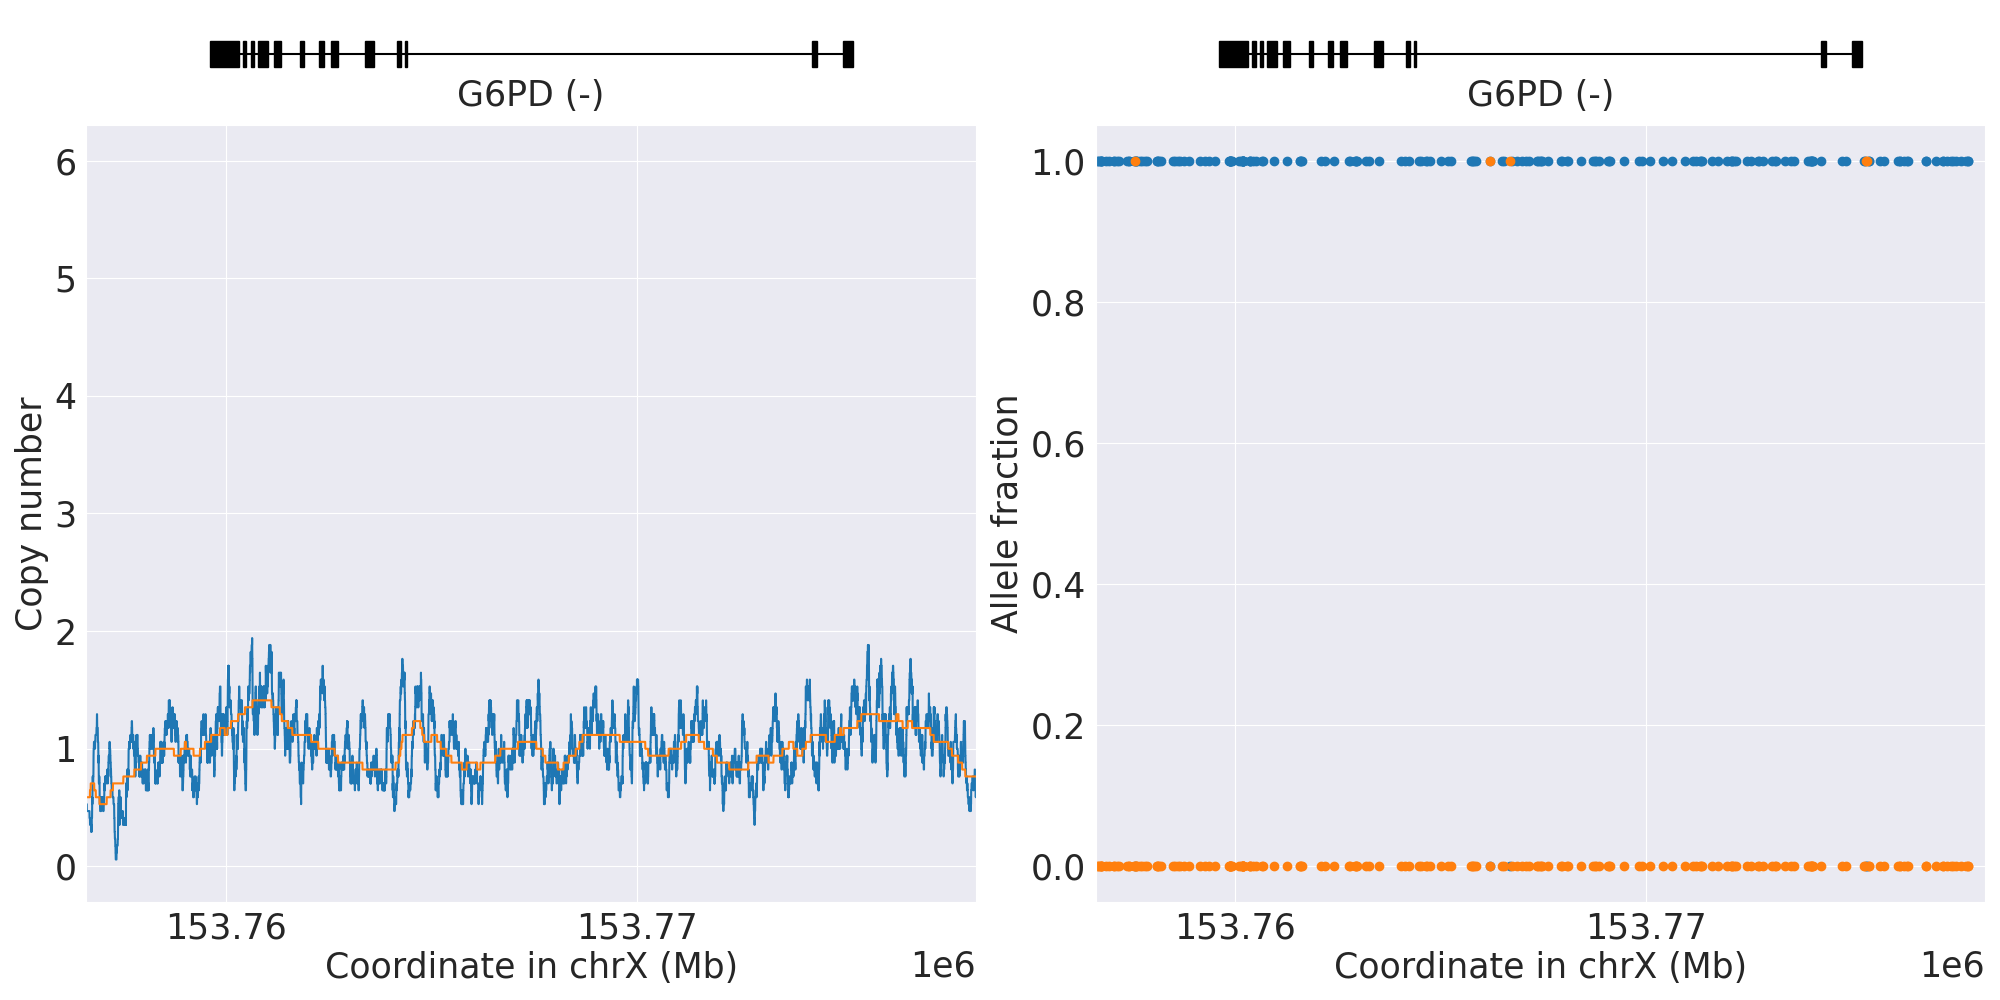 G6PD (-)
6
5
4
3
2
1
0
Copy number
153.76
153.77
Coordinate in chrX (Mb)
1e6
G6PD (-)
1.0
0.8
0.6
0.4
0.2
0.0
Allele fraction
153.76
153.77
Coordinate in chrX (Mb)
1e6